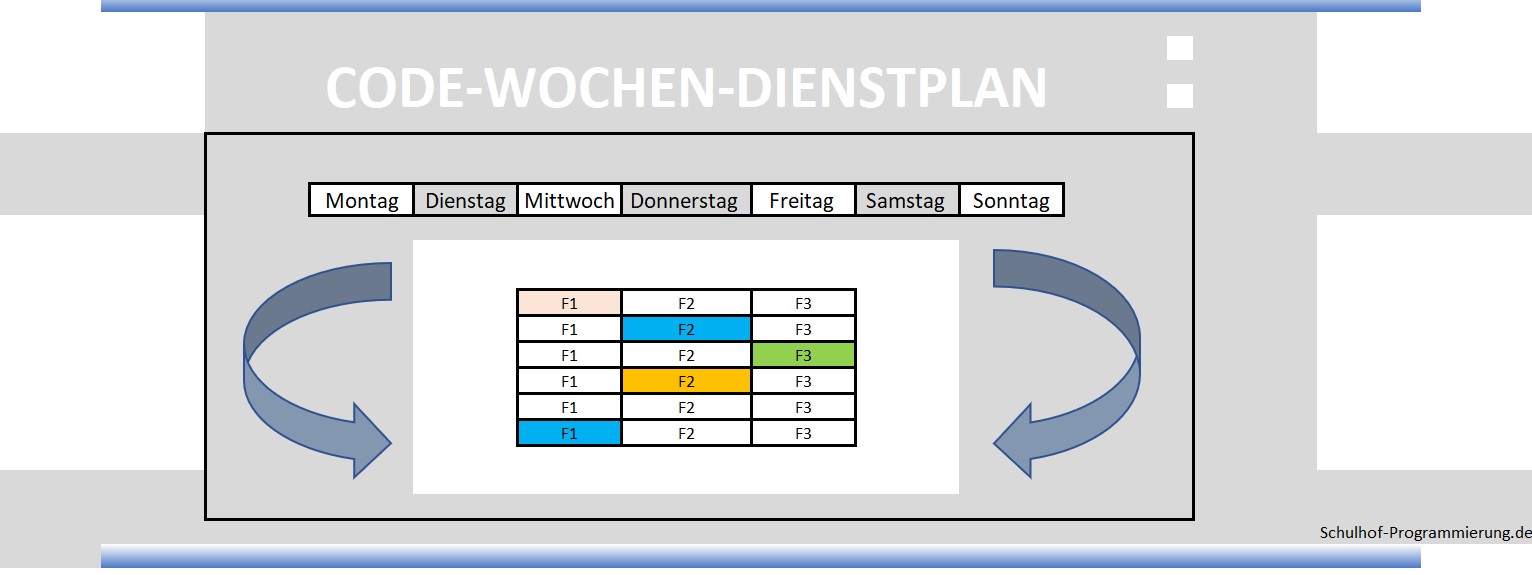 CODE-WOCHEN-DIENSTPLAN
Montag Dienstag Mittwoch Donnerstag Freitag Samstag Sonntag
F1 F2 F3
F1 F2 F3
F1 F2 F3
F1 F2 F3
F1 F2 F3
F1 F2 F3
Schulhof-Programmierung.de